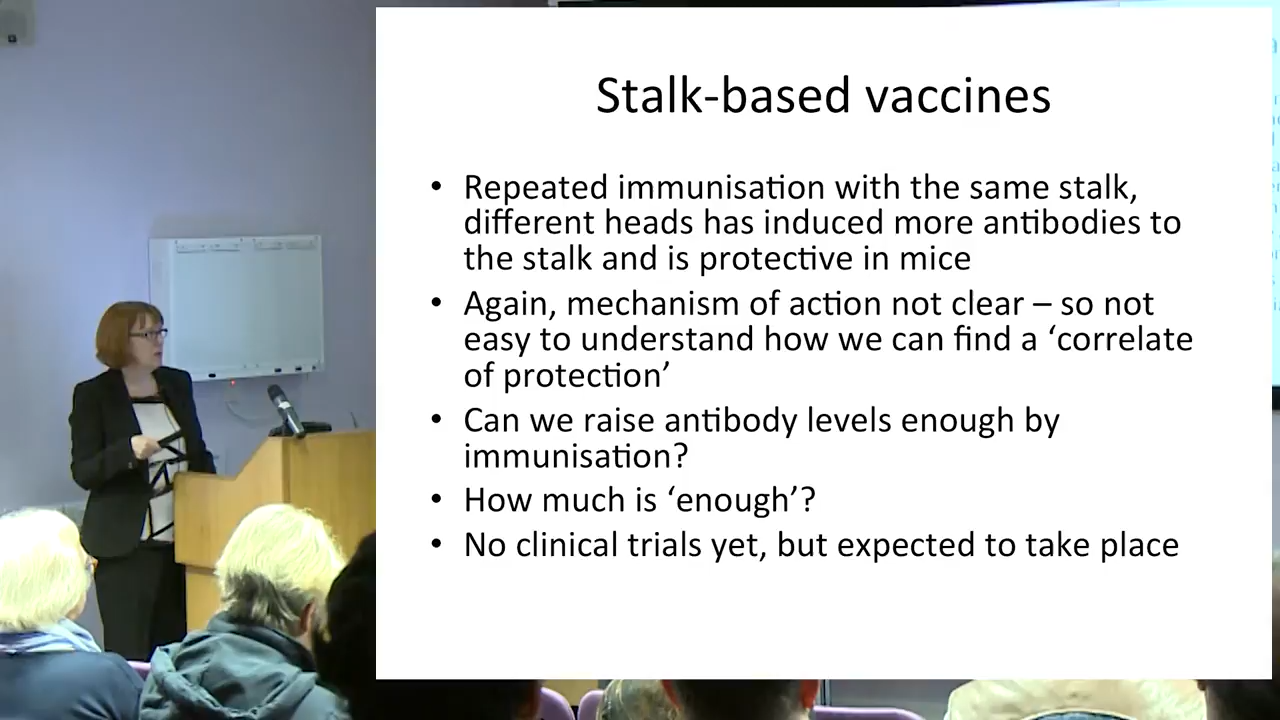 Stalk-based vaccines
• Repeated immunisation with the same stalk,
different heads has induced more antibodies to
the stalk and is protective in mice
• Again, mechanism of action not clear – so not
easy to understand how we can find a ‘correlate
of protection’
• Can we raise antibody levels enough by
immunisation?
• How much is ‘enough’?
• No clinical trials yet, but expected to take place